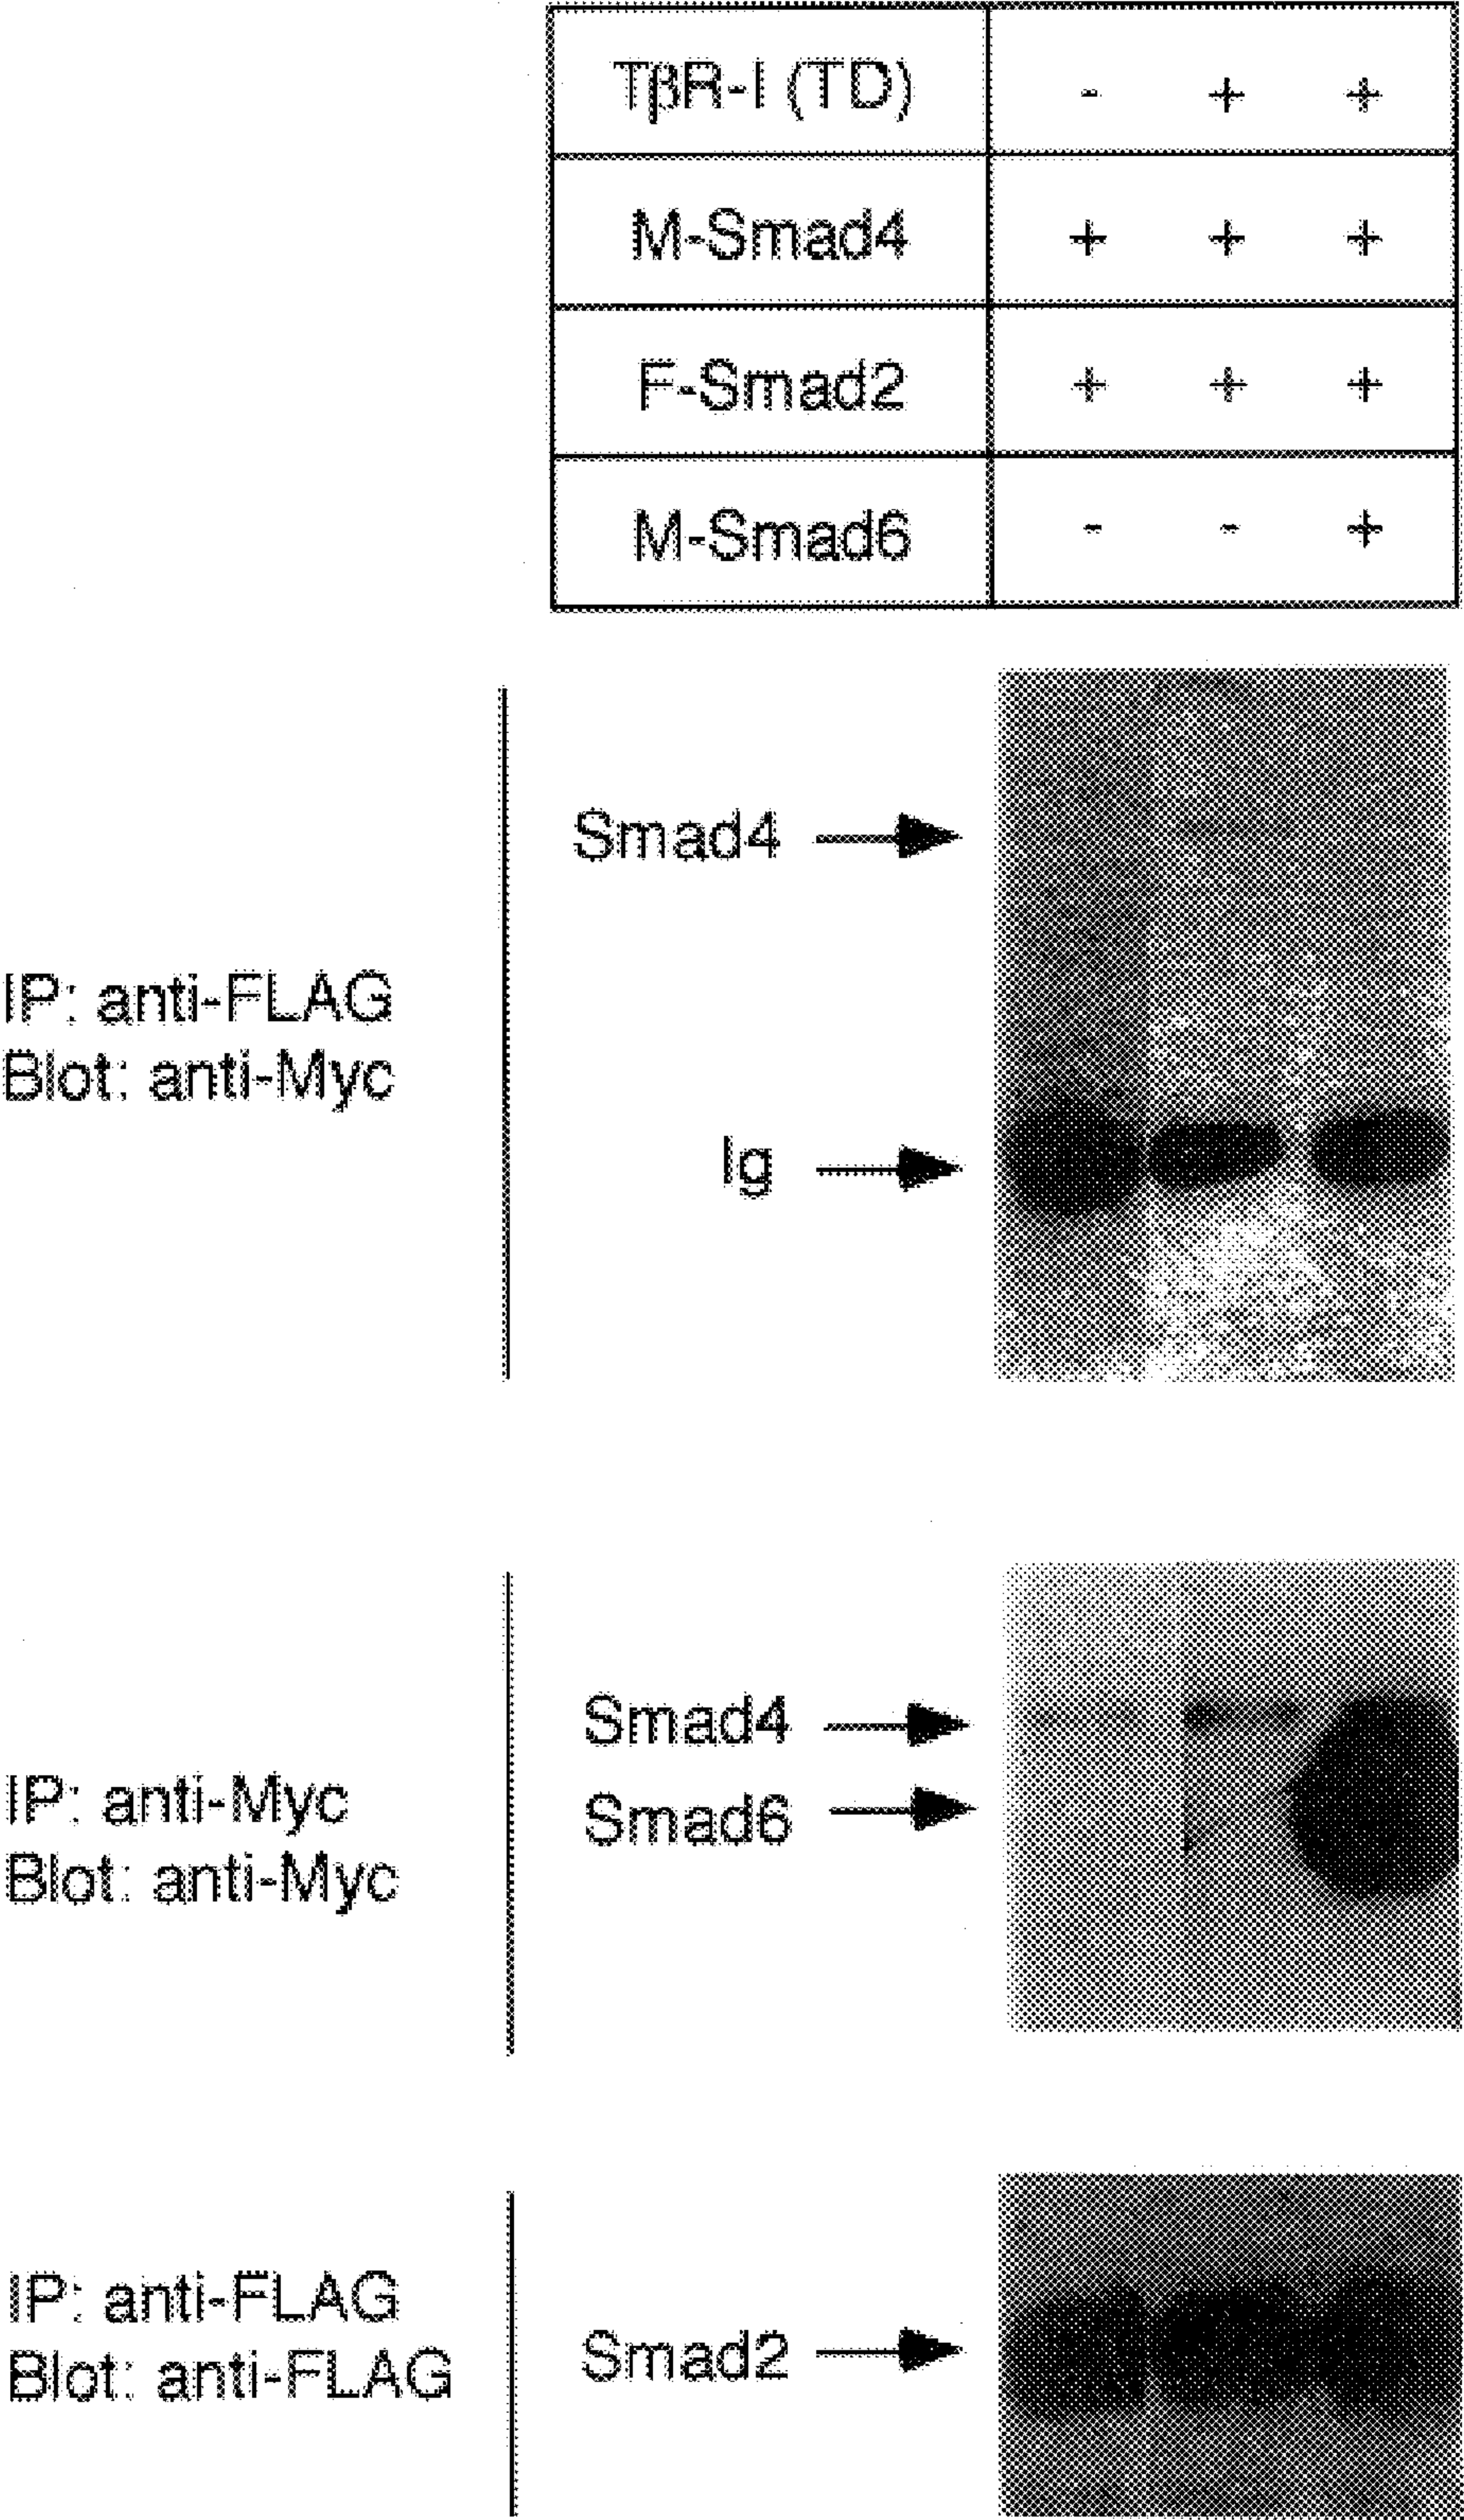 TβR-I (TD) - + +
M-Smad4 + + +
F-Smad2 + + +
M-Smad6 - - +
Smad4
IP: anti-FLAG
Blot: anti-Myc
Ig
Smad4
IP: anti-Myc
Smad6
Blot: anti-Myc
IP: anti-FLAG
Smad2
Blot: anti-FLAG